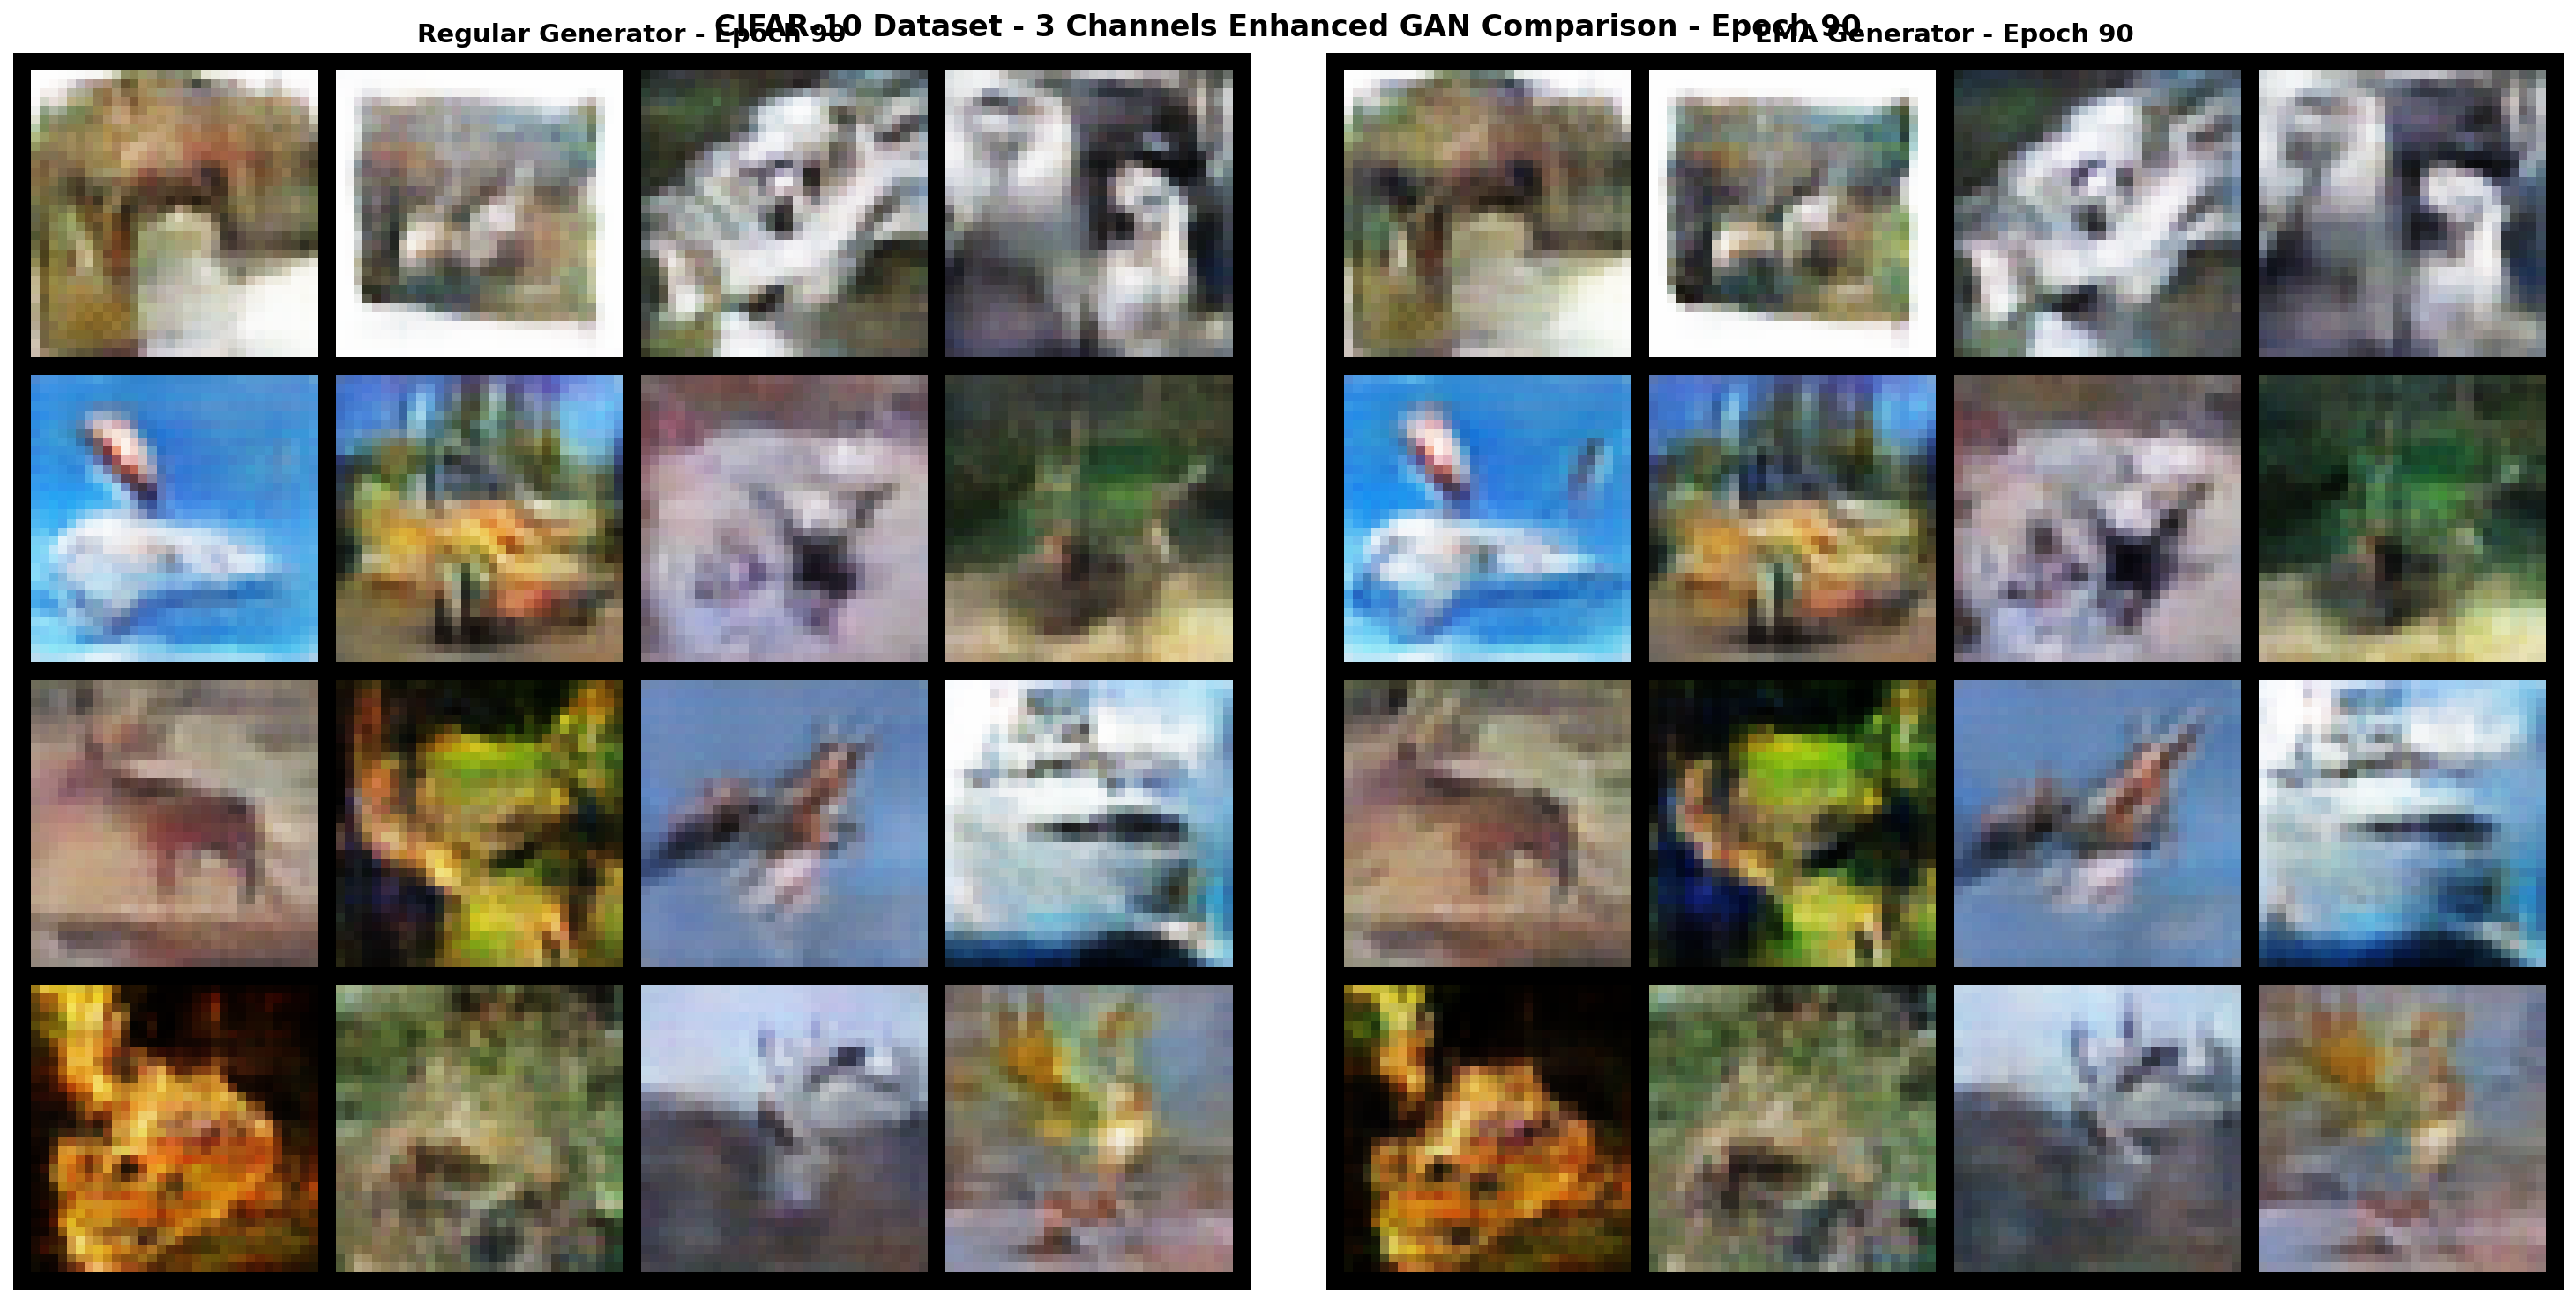 CIFAR-10 Dataset - 3 Channels Enhanced GAN Comparison - Epoch 90
Regular Generator - Epoch 90
EMA Generator - Epoch 90